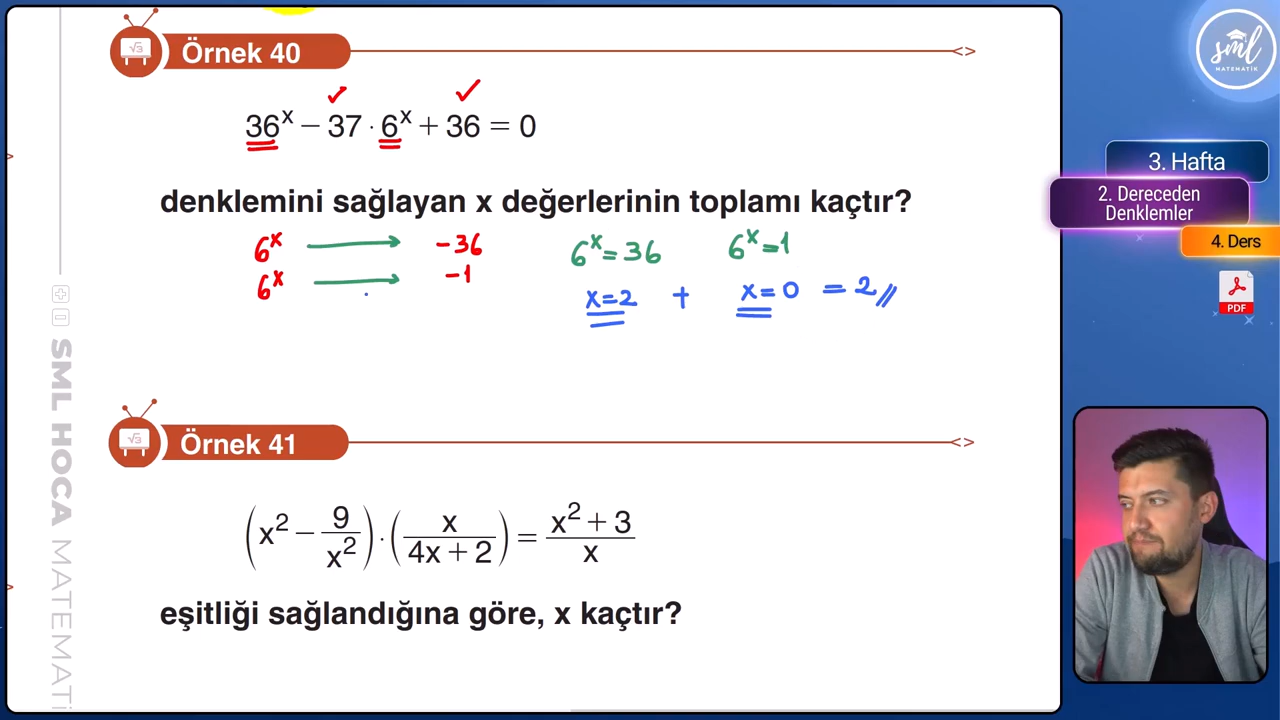 Örnek 40
36^x − 37 · 6^x + 36 = 0
denklemini sağlayan x değerlerinin toplamı kaçtır?
6^x → -36
6^x → -1
6^x = 36 6^x = 1
x=2 + x=0 = 2 //
Örnek 41
(x² − 9/x²) · (x/(4x + 2)) = (x² + 3)/x
eşitliği sağlandığına göre, x kaçtır?
SML HOCA MATEMATİ
sml
MATEMATİK
3. Hafta
2. Dereceden
Denklemler
4. Ders
PDF